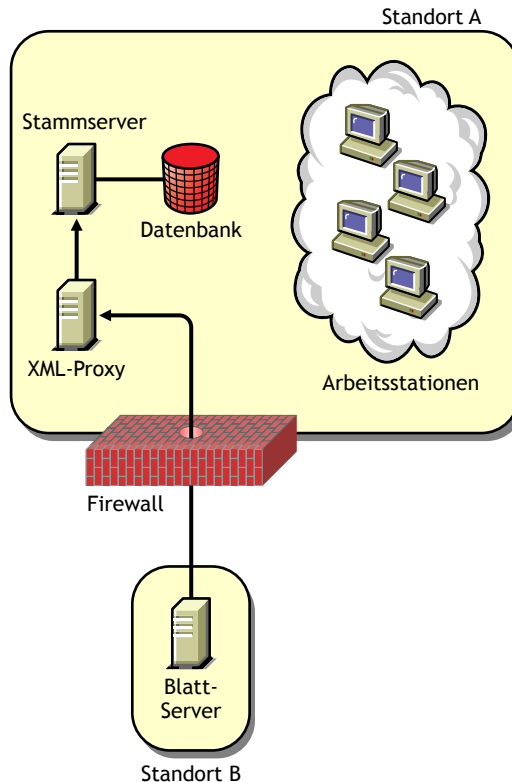 Standort A
Stammserver
Datenbank
XML-Proxy
Arbeitsstationen
Firewall
Blatt-
Server
Standort B